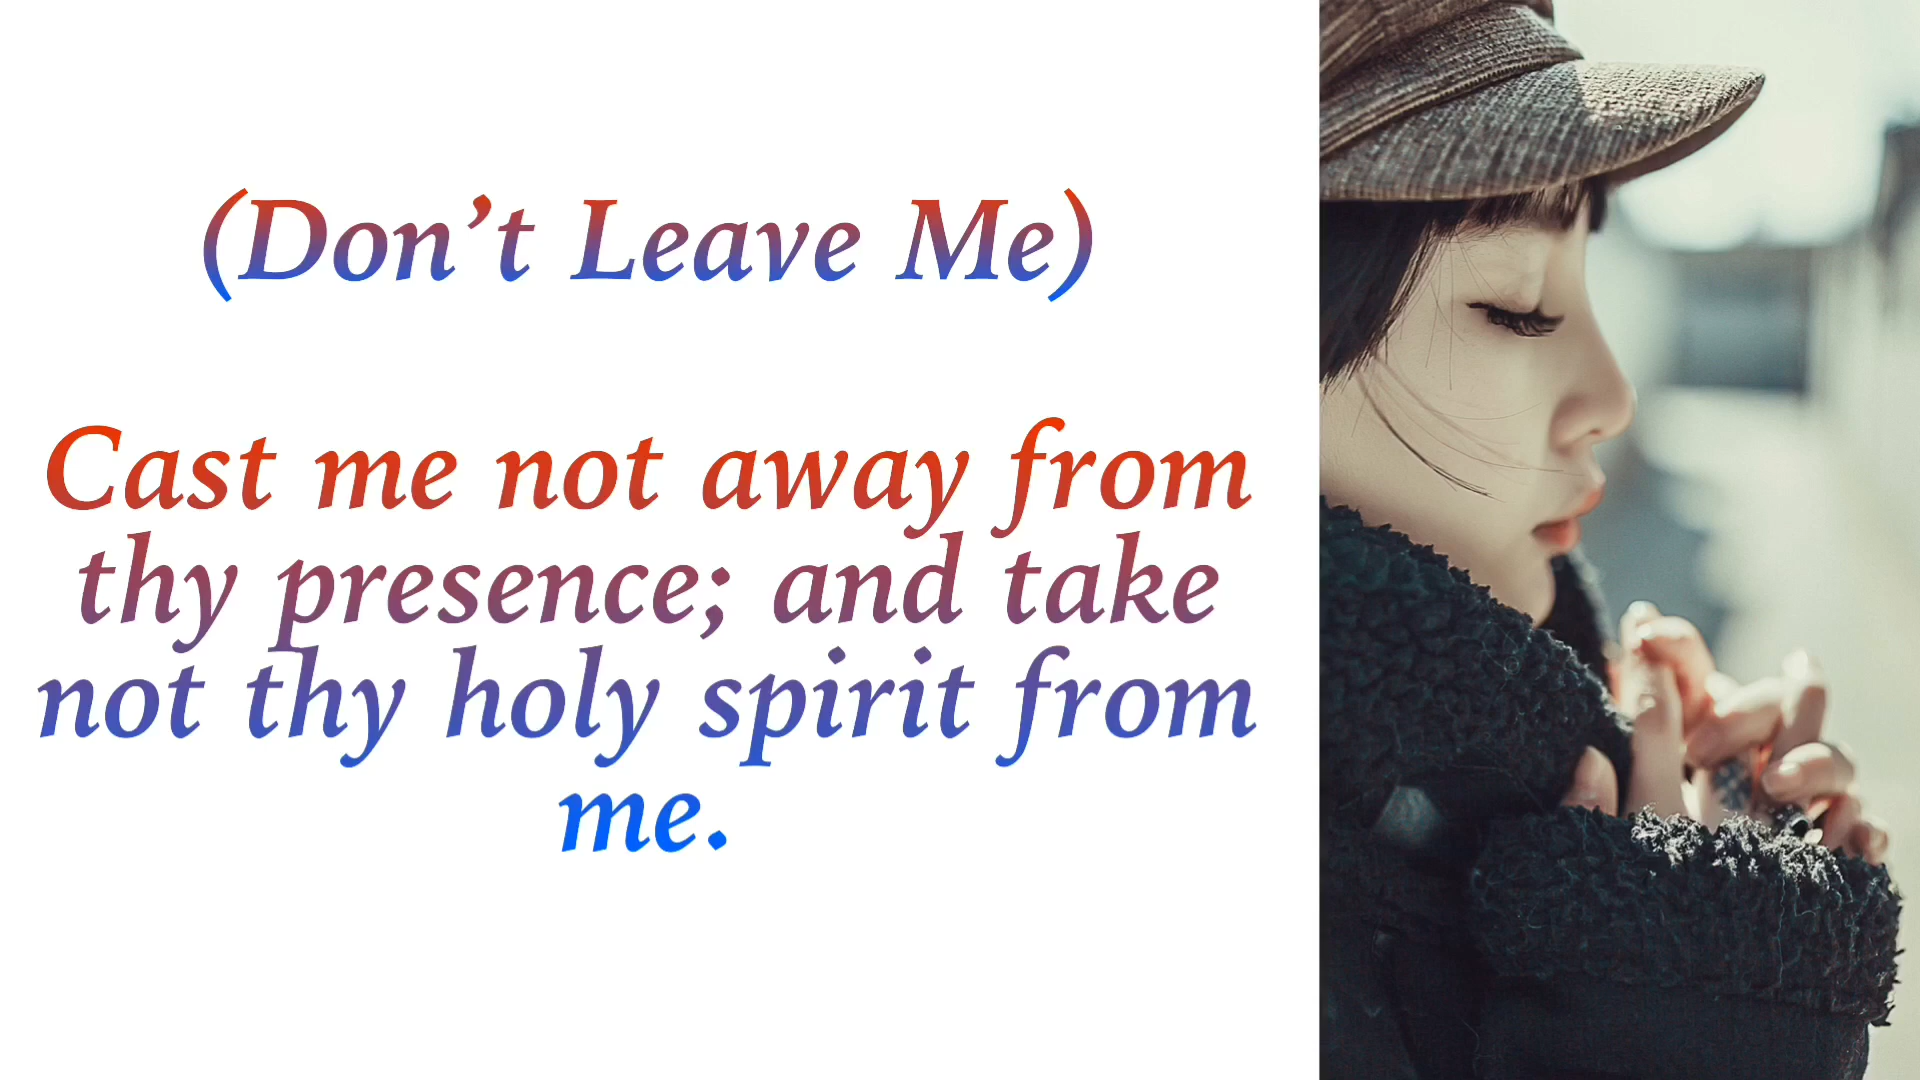 (Don’t Leave Me)
Cast me not away from
thy presence; and take
not thy holy spirit from
me.